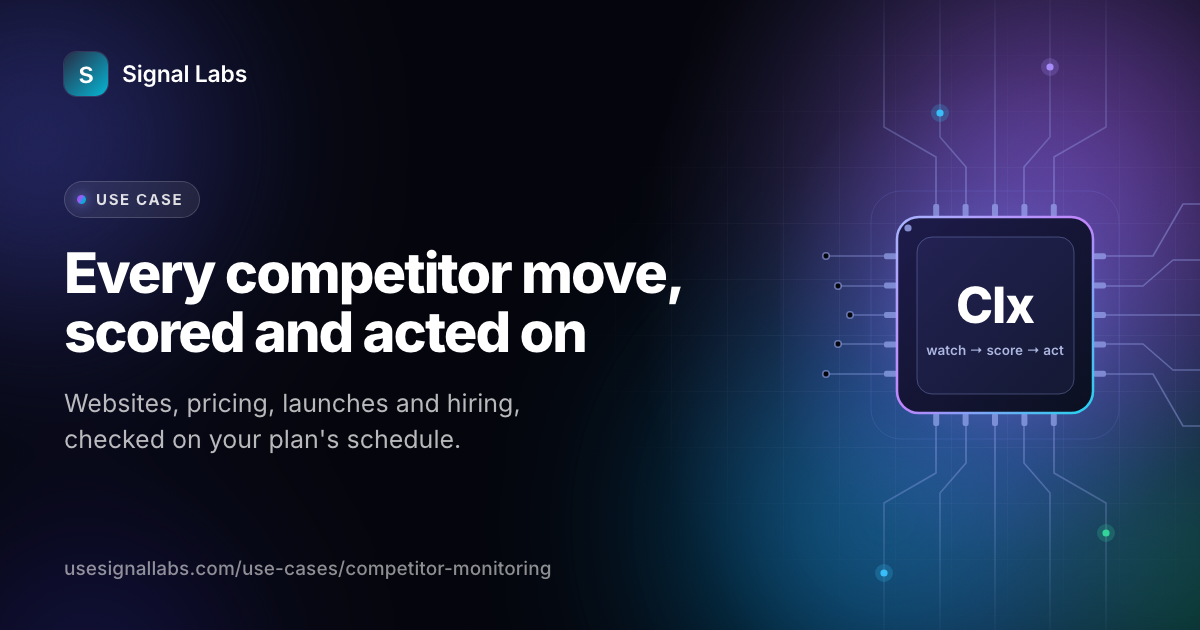 S
Signal Labs
USE CASE
Every competitor move,
scored and acted on
Websites, pricing, launches and hiring,
checked on your plan's schedule.
usesignallabs.com/use-cases/competitor-monitoring
CIx
watch → score → act